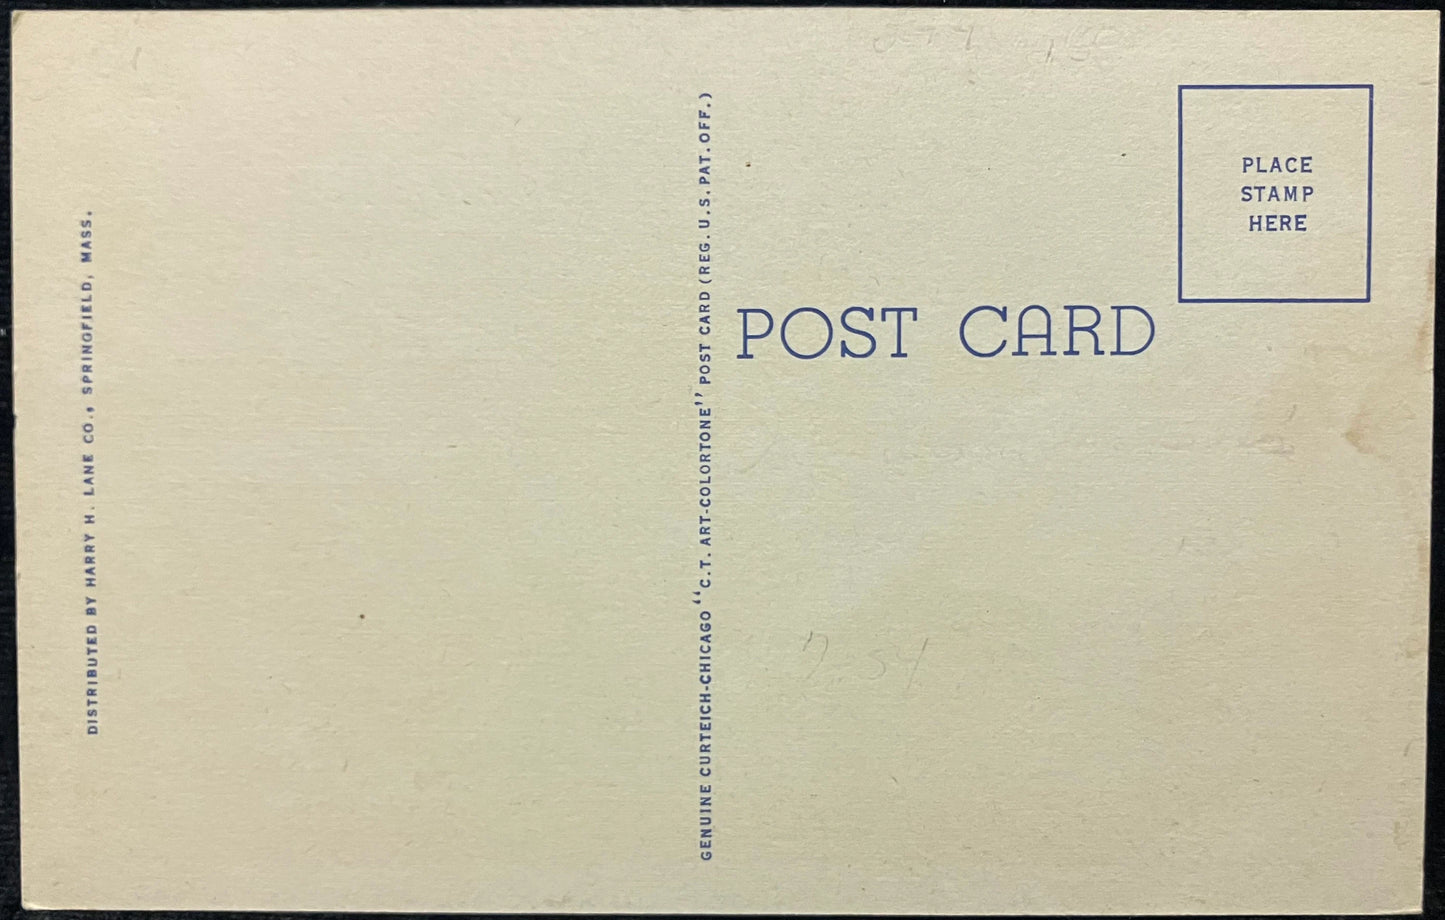 DISTRIBUTED BY HARRY H. LANE CO., SPRINGFIELD, MASS.
GENUINE CURTEICH-CHICAGO "C.T. ART-COLORTONE" POST CARD (REG. U.S. PAT. OFF.)
POST CARD
PLACE
STAMP
HERE